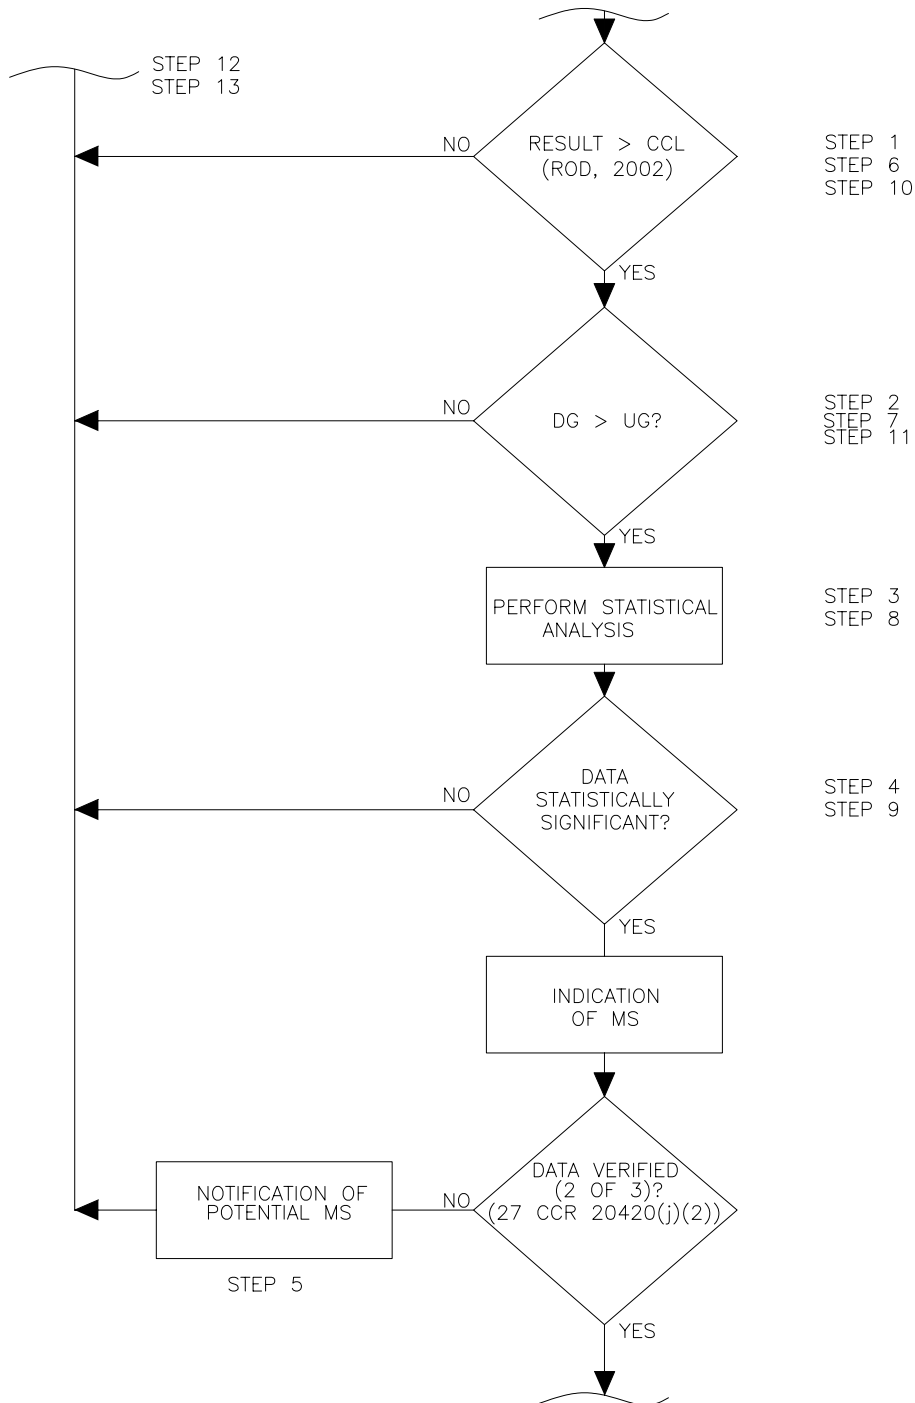 STEP 12
STEP 13
NO
RESULT > CCL
(ROD, 2002)
STEP 1
STEP 6
STEP 10
YES
NO
DG > UG?
STEP 2
STEP 7
STEP 11
YES
PERFORM STATISTICAL
ANALYSIS
STEP 3
STEP 8
NO
DATA
STATISTICALLY
SIGNIFICANT?
STEP 4
STEP 9
YES
INDICATION
OF MS
NOTIFICATION OF
POTENTIAL MS
NO
DATA VERIFIED
(2 OF 3)?
(27 CCR 20420(j)(2))
STEP 5
YES